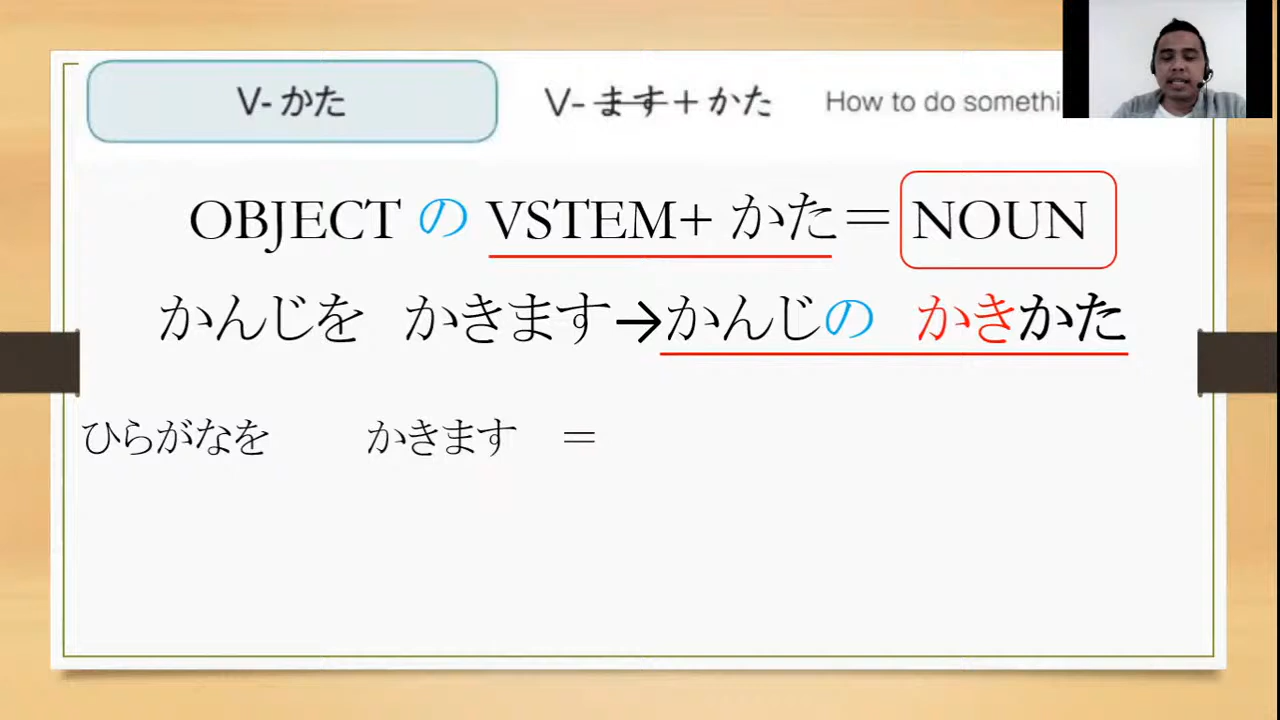 V- かた V- ます + かた How to do somethi
OBJECT の VSTEM+ かた＝ NOUN
かんじを かきます→かんじの かきかた
ひらがなを かきます ＝